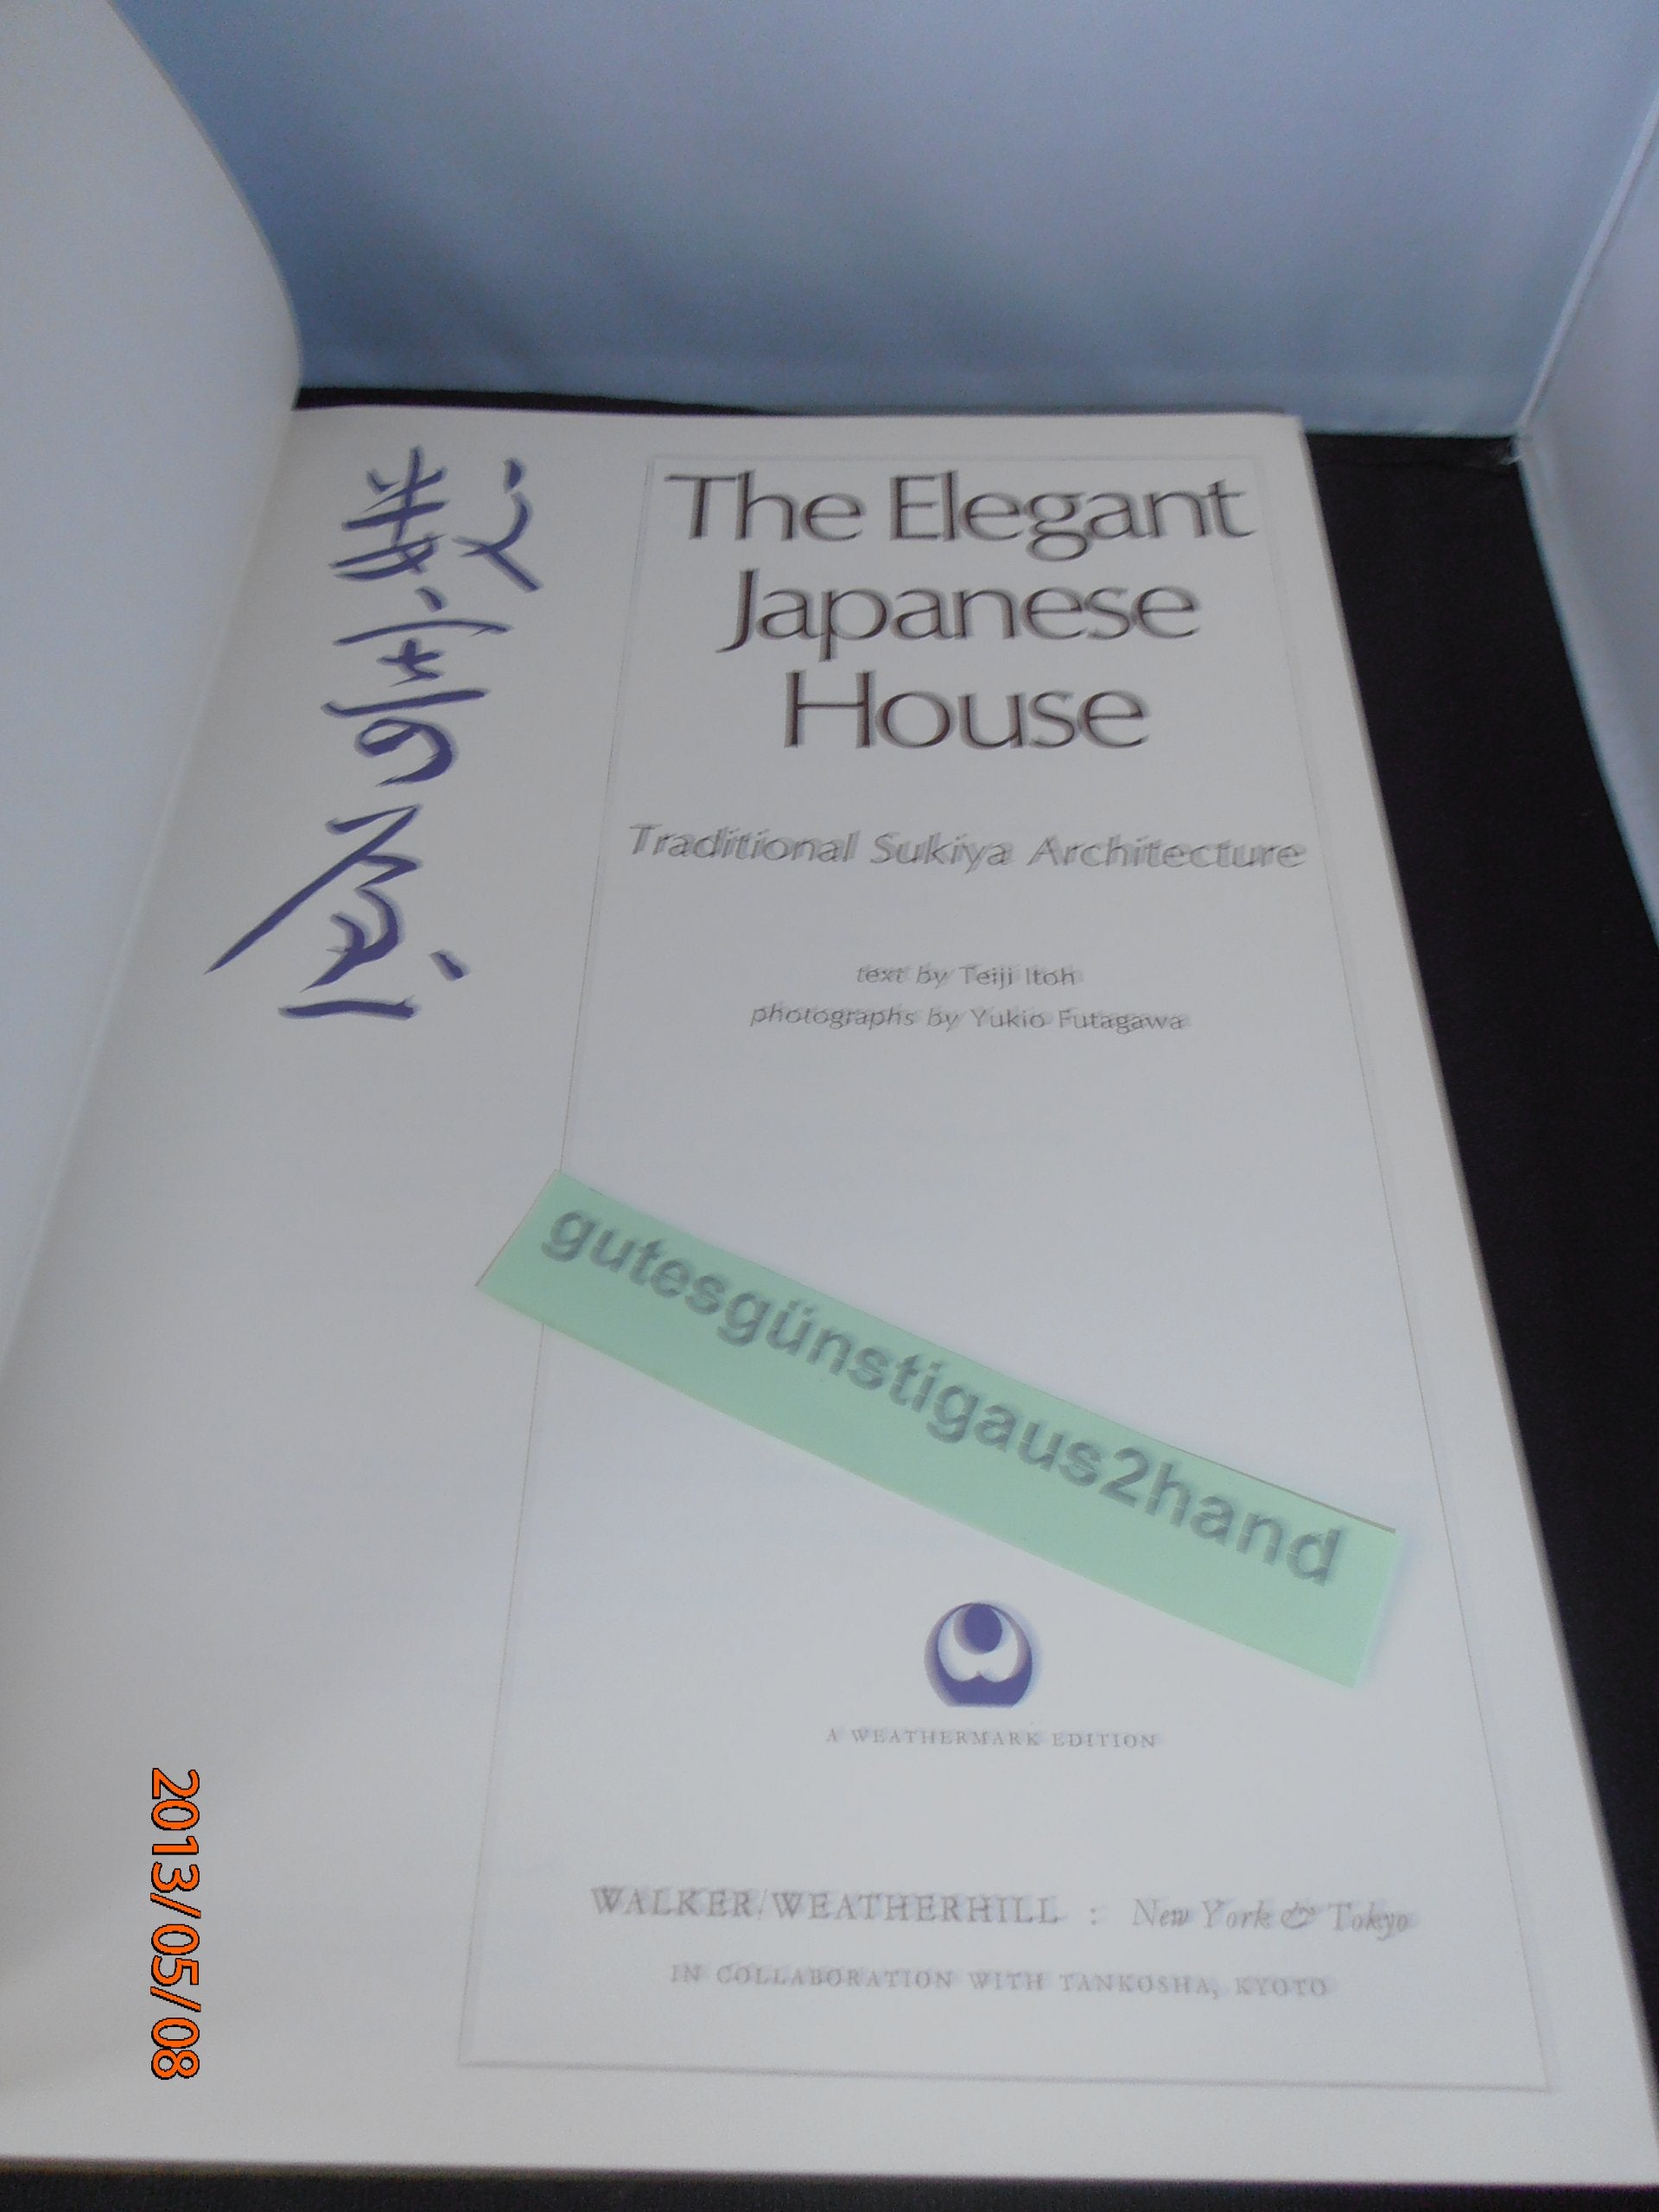 数寄屋
The Elegant
Japanese
House
Traditional Sukiya Architecture
text by Teiji Itoh
photographs by Yukio Futagawa
gutesgünstigaus2hand
A WEATHERMARK EDITION
WALKER/WEATHERHILL : New York & Tokyo
IN COLLABORATION WITH TANKOSHA, KYOTO
2013/05/08